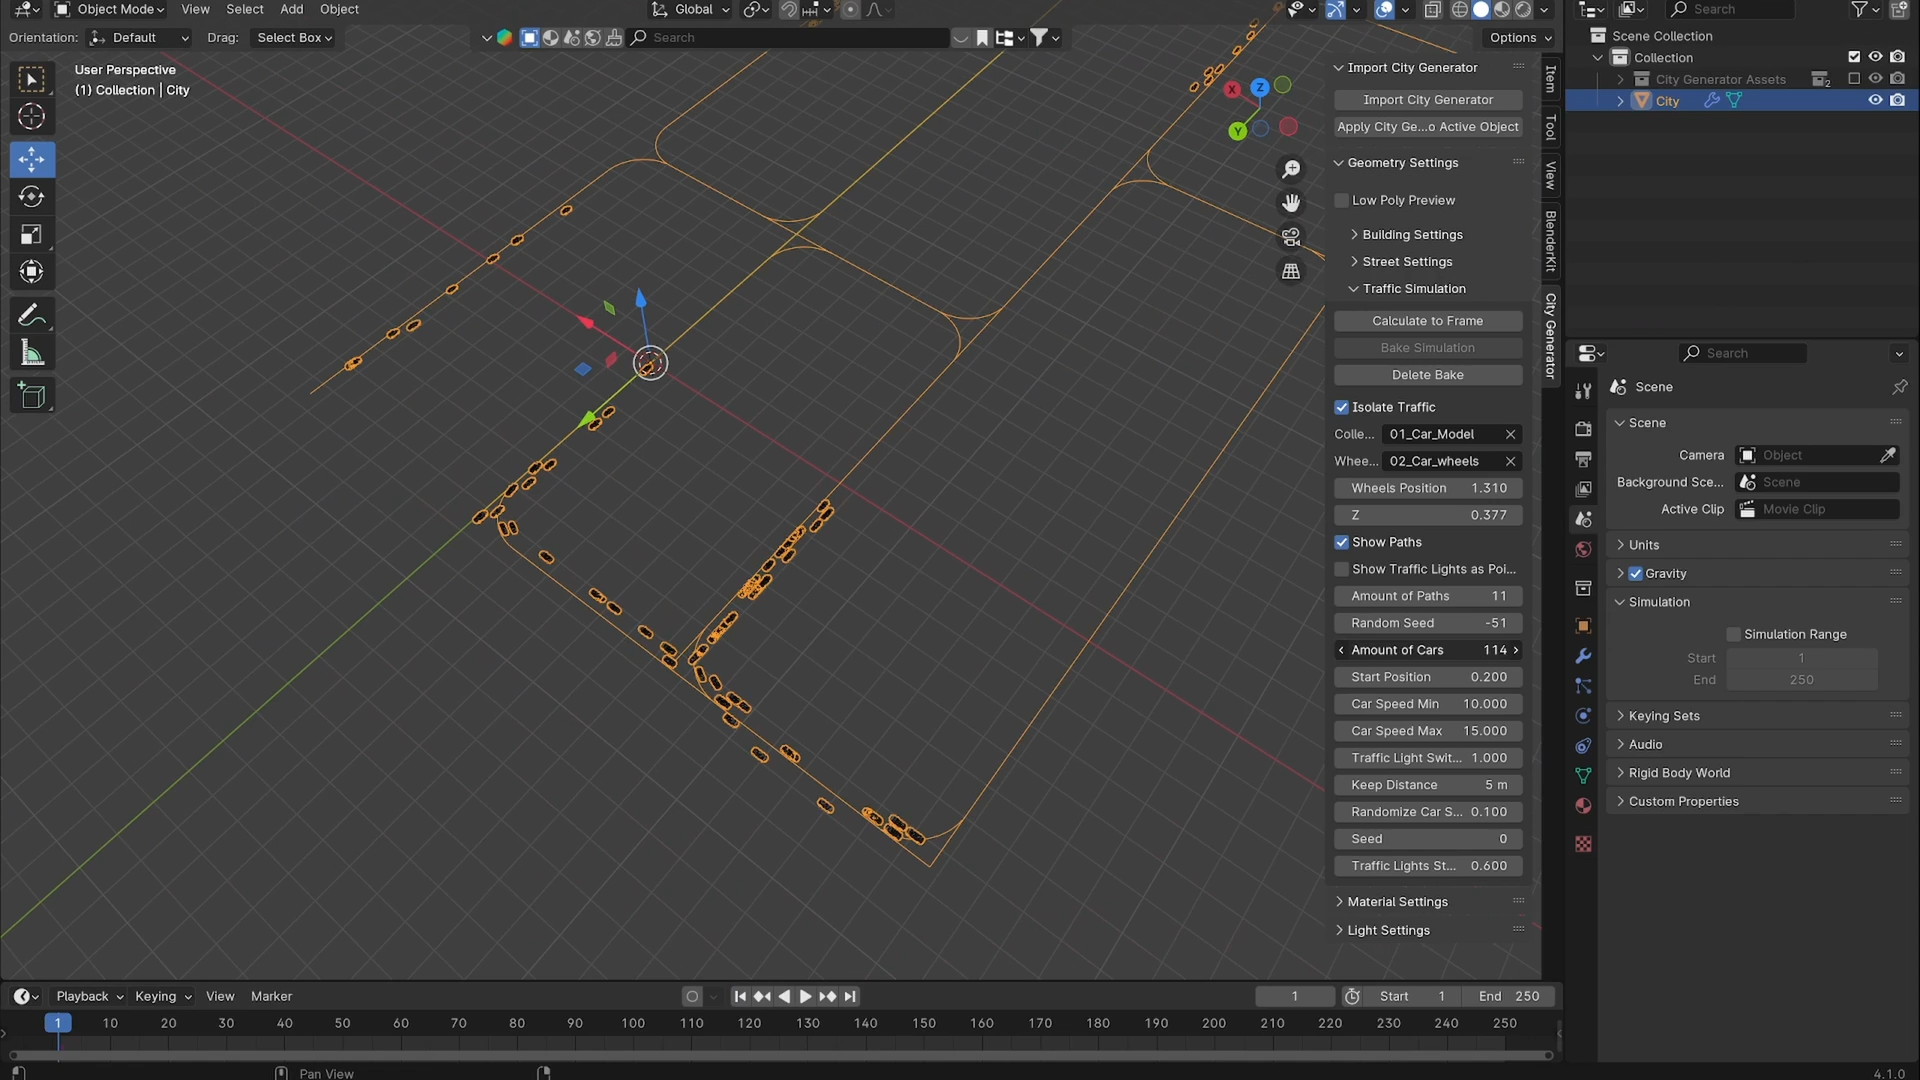 Object Mode
View
Select
Add
Object
Global
Search
Orientation:
Default
Drag:
Select Box
Search
Options
User Perspective
(1) Collection | City
X
Y
Z
Import City Generator
Import City Generator
Apply City Ge...o Active Object
Geometry Settings
Low Poly Preview
Building Settings
Street Settings
Traffic Simulation
Calculate to Frame
Bake Simulation
Delete Bake
Isolate Traffic
Colle... 01_Car_Model
Whee... 02_Car_wheels
Wheels Position 1.310
Z 0.377
Show Paths
Show Traffic Lights as Poi...
Amount of Paths 11
Random Seed -51
Amount of Cars 114
Start Position 0.200
Car Speed Min 10.000
Car Speed Max 15.000
Traffic Light Swit... 1.000
Keep Distance 5 m
Randomize Car S... 0.100
Seed 0
Traffic Lights St... 0.600
Material Settings
Light Settings
Item
Tool
View
BlenderKit
City Generator
Scene Collection
Collection
City Generator Assets 2
City
Search
Scene
Scene
Camera Object
Background Sce... Scene
Active Clip Movie Clip
Units
Gravity
Simulation
Simulation Range
Start 1
End 250
Keying Sets
Audio
Rigid Body World
Custom Properties
Playback
Keying
View
Marker
1
Start 1
End 250
1 10 20 30 40 50 60 70 80 90 100 110 120 130 140 150 160 170 180 190 200 210 220 230 240 250
Pan View
4.1.0